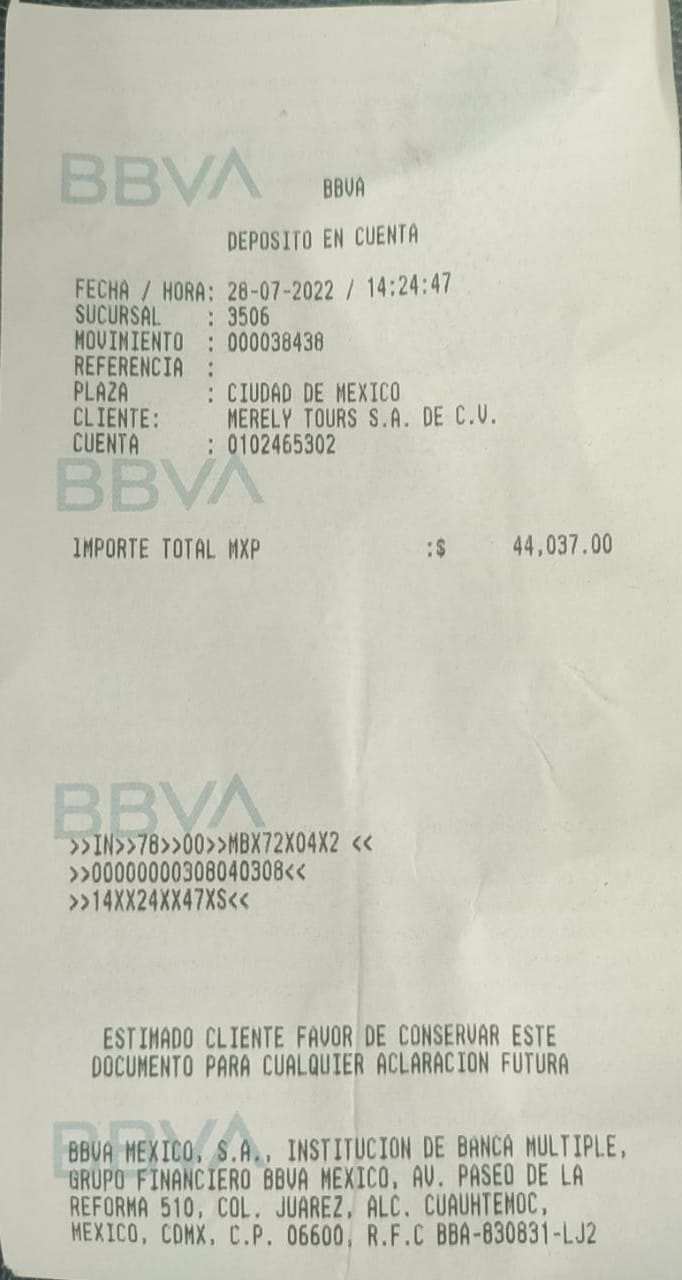 BBVA
BBVA
DEPOSITO EN CUENTA
FECHA / HORA: 28-07-2022 / 14:24:47
SUCURSAL : 3506
MOVIMIENTO : 000038438
REFERENCIA :
PLAZA : CIUDAD DE MEXICO
CLIENTE: MERELY TOURS S.A. DE C.V.
CUENTA : 0102465302
BBVA
IMPORTE TOTAL MXP :$ 44,037.00
BBVA
>>IN>>78>>00>>MBX72X04X2 <<
>>00000000308040308<<
>>14XX24XX47XS<<
ESTIMADO CLIENTE FAVOR DE CONSERVAR ESTE
DOCUMENTO PARA CUALQUIER ACLARACION FUTURA
BBVA
BBVA MEXICO, S.A., INSTITUCION DE BANCA MULTIPLE,
GRUPO FINANCIERO BBVA MEXICO, AV. PASEO DE LA
REFORMA 510, COL. JUAREZ, ALC. CUAUHTEMOC,
MEXICO, CDMX, C.P. 06600, R.F.C BBA-830831-LJ2